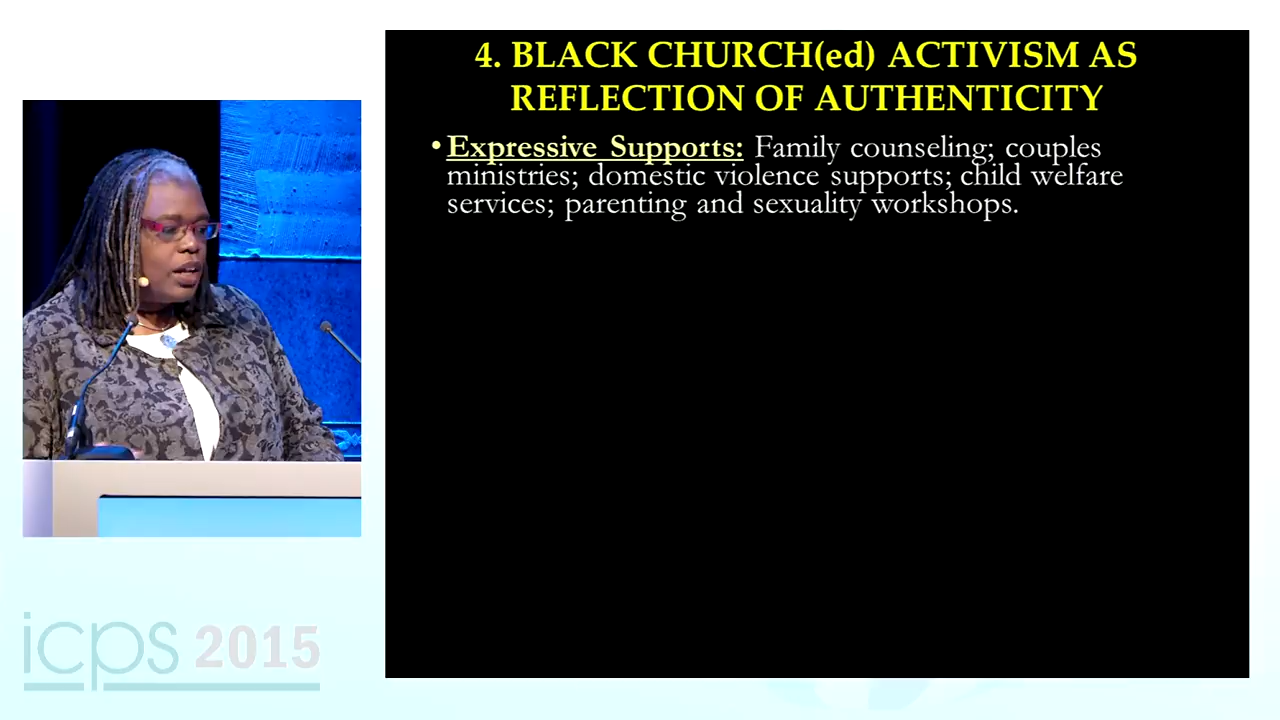 4. BLACK CHURCH(ed) ACTIVISM AS
REFLECTION OF AUTHENTICITY
• Expressive Supports: Family counseling; couples
ministries; domestic violence supports; child welfare
services; parenting and sexuality workshops.
icps 2015